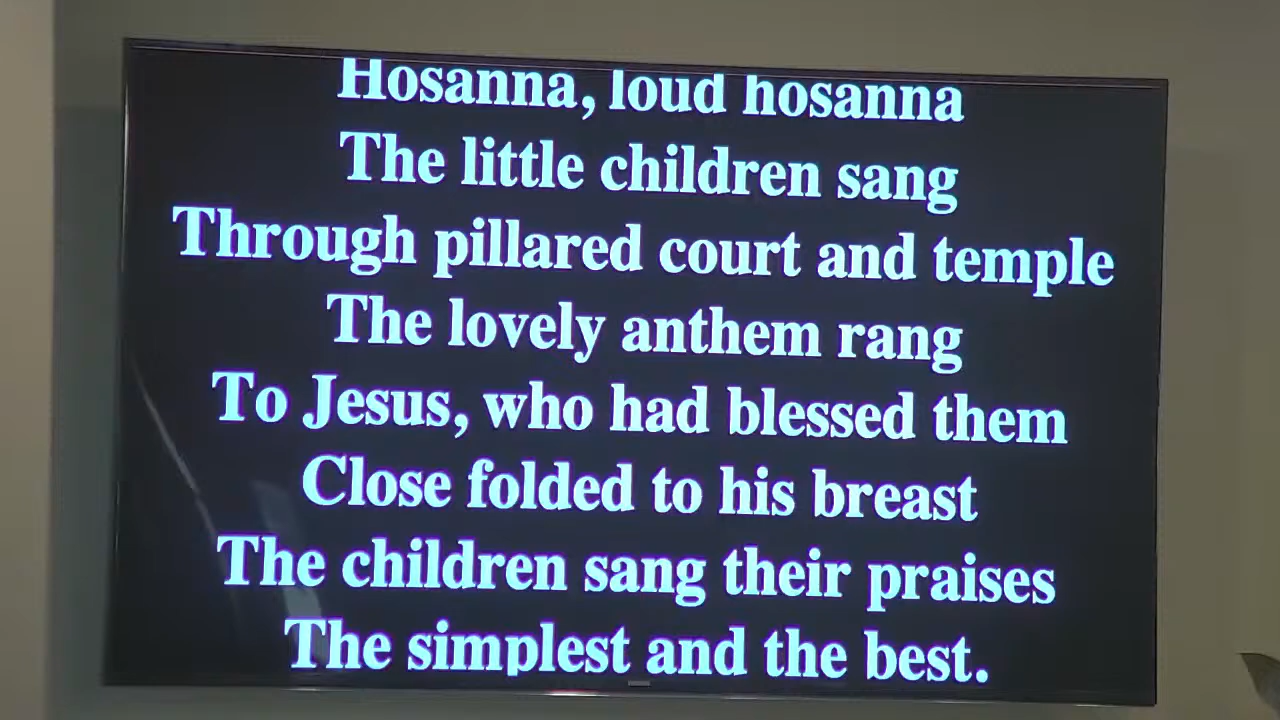 Hosanna, loud hosanna
The little children sang
Through pillared court and temple
The lovely anthem rang
To Jesus, who had blessed them
Close folded to his breast
The children sang their praises
The simplest and the best.